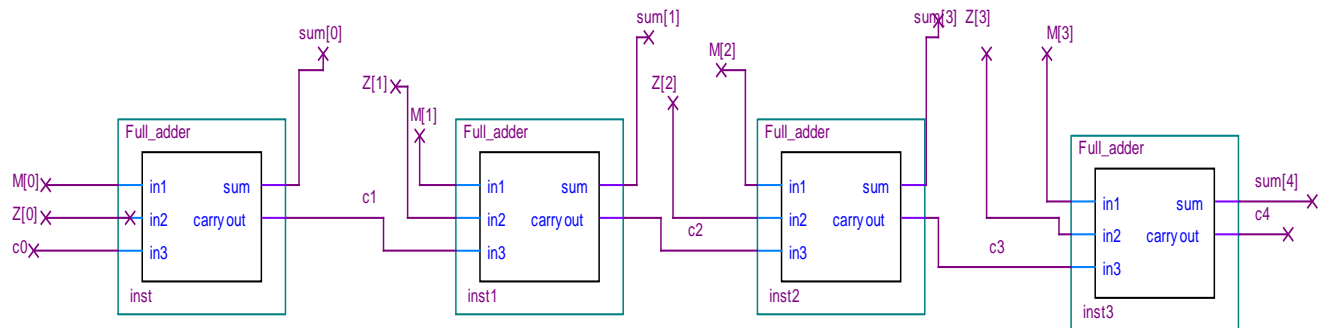 sum[0]
Full_adder
M[0]
Z[0]
c0
in1
in2
in3
sum
carry out
inst
c1
sum[1]
Z[1]
M[1]
Full_adder
in1
in2
in3
sum
carry out
inst1
c2
sum[3]
M[2]
Z[2]
Full_adder
in1
in2
in3
sum
carry out
inst2
c3
Z[3]
M[3]
Full_adder
in1
in2
in3
sum
carry out
inst3
sum[4]
c4